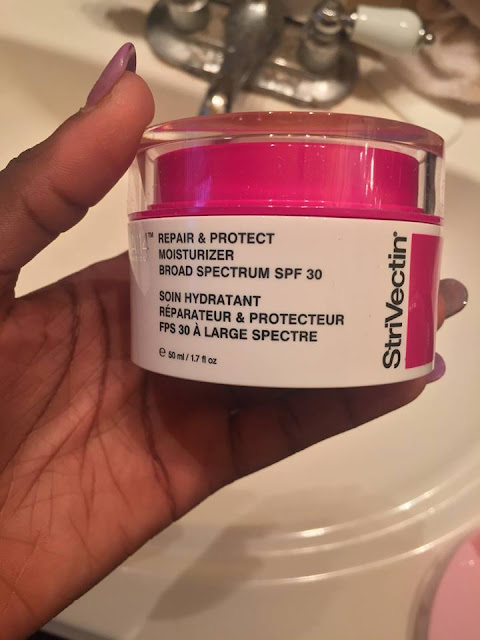 ™ REPAIR & PROTECT
MOISTURIZER
BROAD SPECTRUM SPF 30
SOIN HYDRATANT
RÉPARATEUR & PROTECTEUR
FPS 30 À LARGE SPECTRE
℮ 50 ml / 1.7 fl oz
StriVectin®